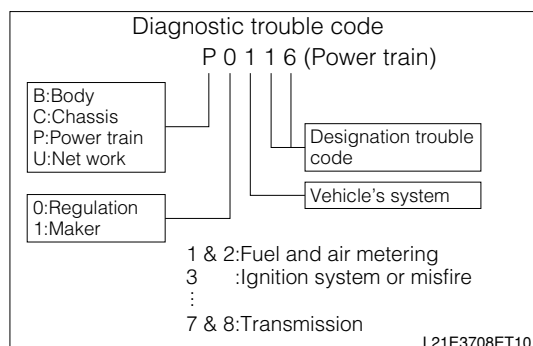 Diagnostic trouble code
P 0 1 1 6 (Power train)
B:Body
C:Chassis
P:Power train
U:Net work
Designation trouble
code
Vehicle's system
0:Regulation
1:Maker
1 & 2:Fuel and air metering
3 :Ignition system or misfire
⋮
7 & 8:Transmission
L21E3708ET10